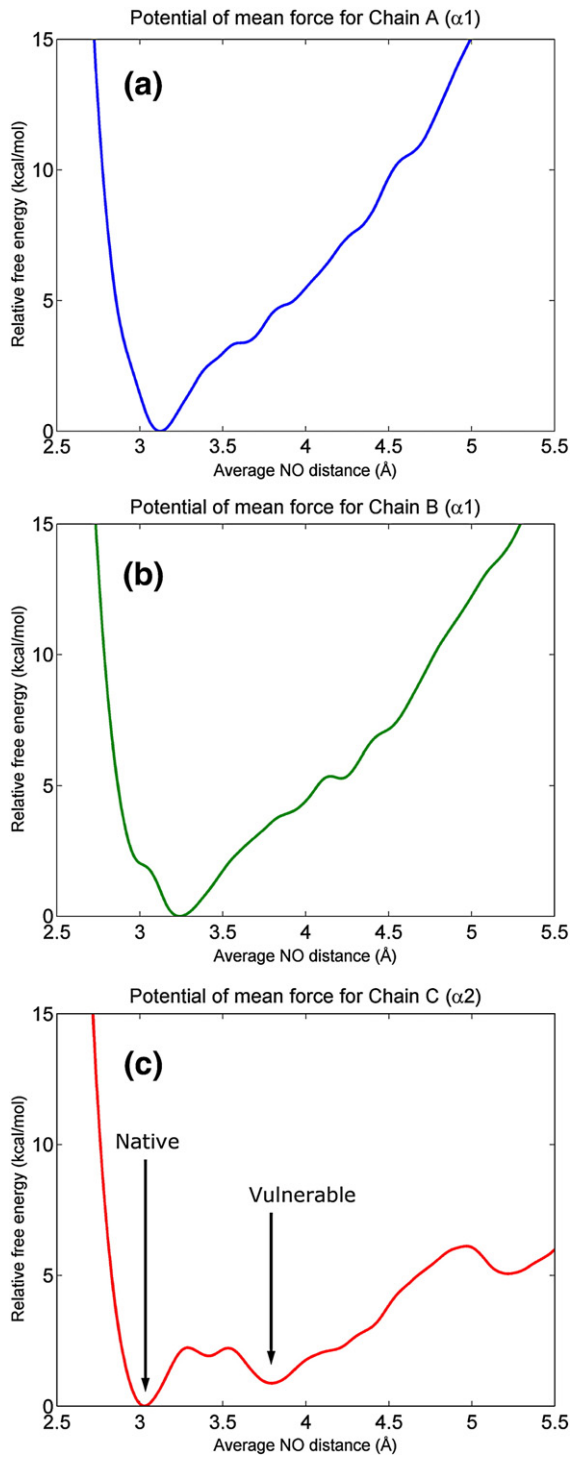 Potential of mean force for Chain A (α1)
(a)
Relative free energy (kcal/mol)
15
10
5
0
2.5 3 3.5 4 4.5 5 5.5
Average NO distance (Å)
Potential of mean force for Chain B (α1)
(b)
Relative free energy (kcal/mol)
15
10
5
0
2.5 3 3.5 4 4.5 5 5.5
Average NO distance (Å)
Potential of mean force for Chain C (α2)
(c)
Native
Vulnerable
Relative free energy (kcal/mol)
15
10
5
0
2.5 3 3.5 4 4.5 5 5.5
Average NO distance (Å)